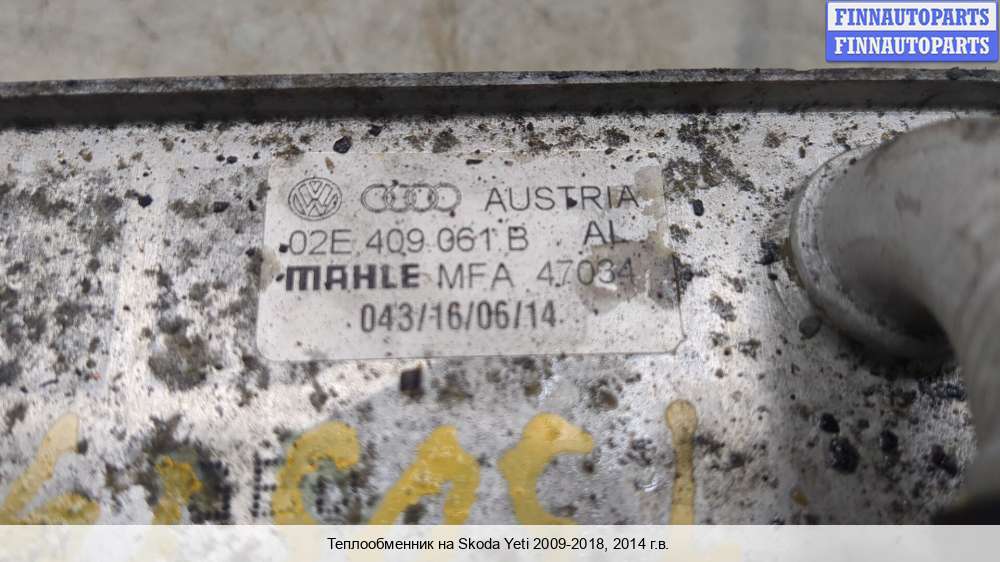 FINNAUTOPARTS
FINNAUTOPARTS
AUSTRIA
02E 409 061 B AL
MAHLE MFA 47034
043/16/06/14
Теплообменник на Skoda Yeti 2009-2018, 2014 г.в.